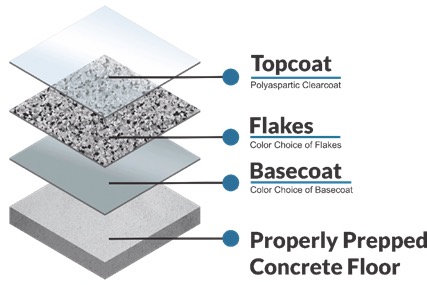 Topcoat
Polyaspartic Clearcoat
Flakes
Color Choice of Flakes
Basecoat
Color Choice of Basecoat
Properly Prepped
Concrete Floor